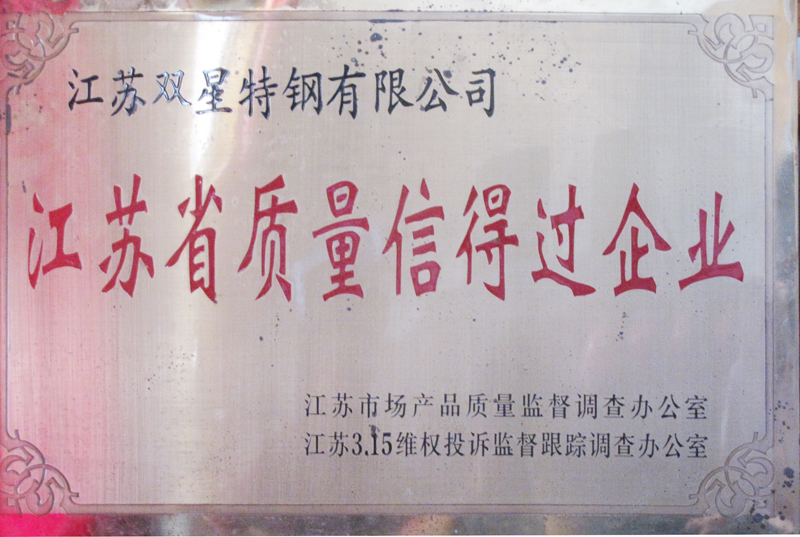 江苏双星特钢有限公司
江苏省质量信得过企业
江苏市场产品质量监督调查办公室
江苏3.15维权投诉监督跟踪调查办公室